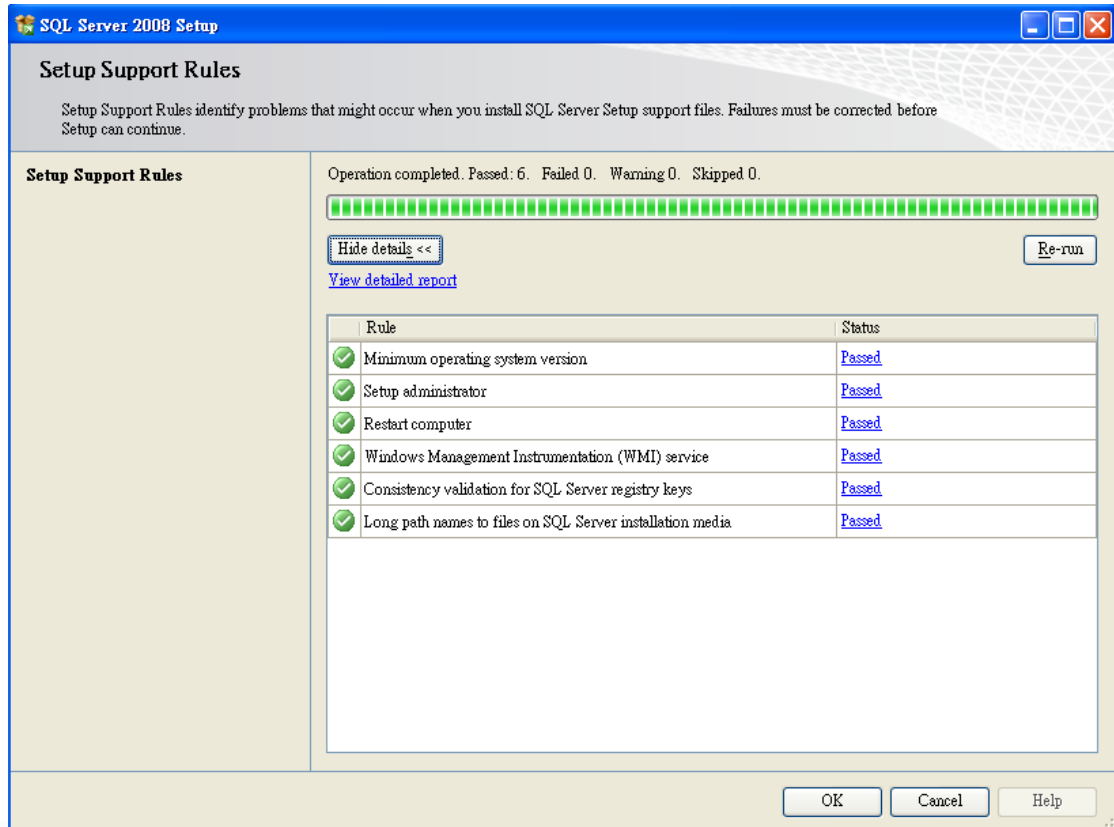 SQL Server 2008 Setup
Setup Support Rules
Setup Support Rules identify problems that might occur when you install SQL Server Setup support files. Failures must be corrected before
Setup can continue.
Setup Support Rules
Operation completed. Passed: 6. Failed 0. Warning 0. Skipped 0.
Hide details <<
Re-run
View detailed report
Rule Status
Minimum operating system version Passed
Setup administrator Passed
Restart computer Passed
Windows Management Instrumentation (WMI) service Passed
Consistency validation for SQL Server registry keys Passed
Long path names to files on SQL Server installation media Passed
OK Cancel Help